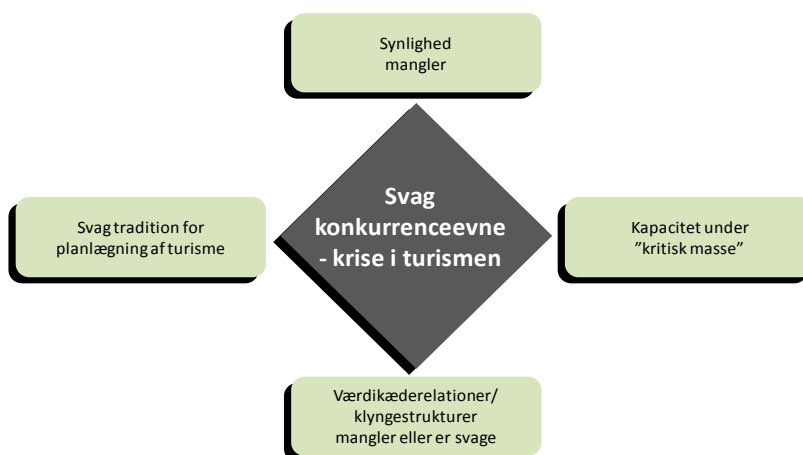 Synlighed
mangler
Svag tradition for
planlægning af turisme
Svag
konkurrenceevne
- krise i turismen
Kapacitet under
”kritisk masse”
Værdikæderelationer/
klyngestrukturer
mangler eller er svage